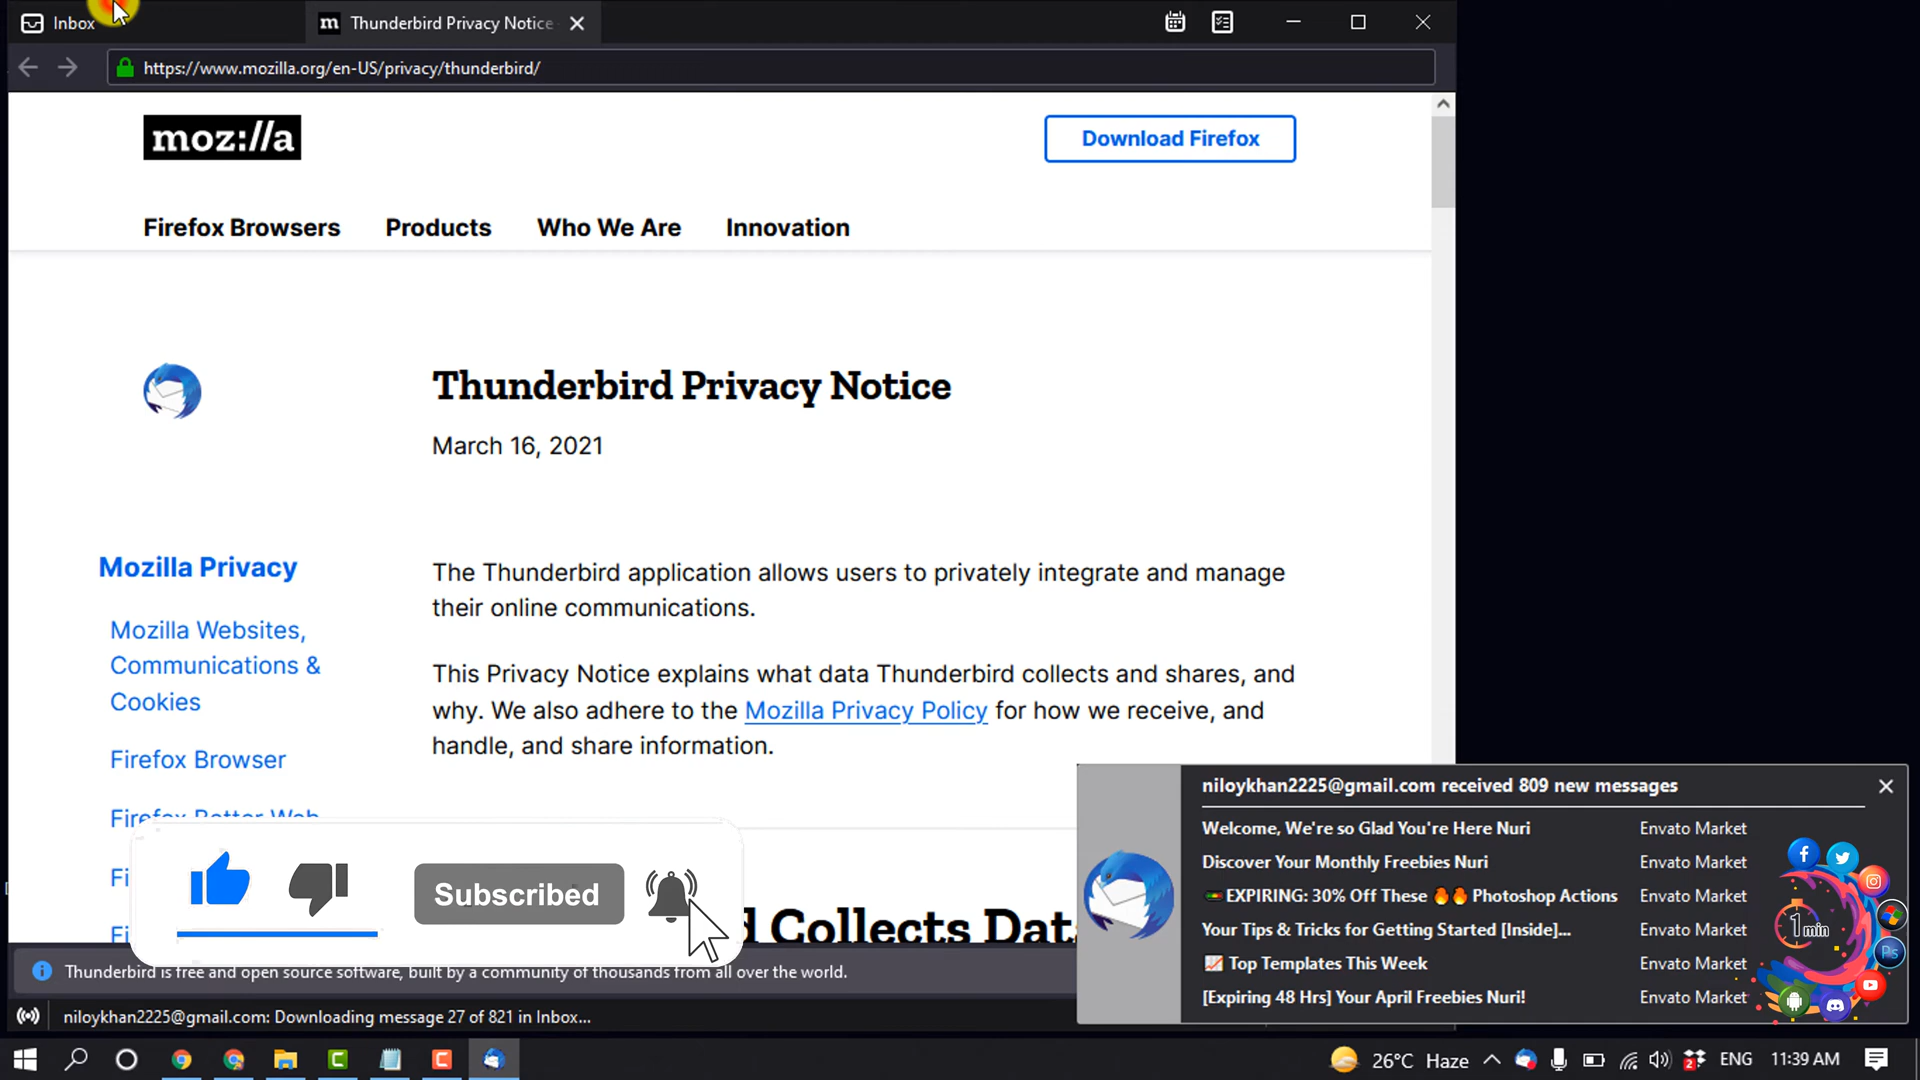 Inbox
m Thunderbird Privacy Notice
https://www.mozilla.org/en-US/privacy/thunderbird/
moz://a
Download Firefox
Firefox Browsers Products Who We Are Innovation
Thunderbird Privacy Notice
March 16, 2021
Mozilla Privacy
Mozilla Websites,
Communications &
Cookies
Firefox Browser
Firefox Better Web
Fi
Fi
The Thunderbird application allows users to privately integrate and manage
their online communications.
This Privacy Notice explains what data Thunderbird collects and shares, and
why. We also adhere to the Mozilla Privacy Policy for how we receive, and
handle, and share information.
d Collects Dat
Subscribed
niloykhan2225@gmail.com received 809 new messages
Welcome, We're so Glad You're Here Nuri Envato Market
Discover Your Monthly Freebies Nuri Envato Market
EXPIRING: 30% Off These 🔥🔥 Photoshop Actions Envato Market
Your Tips & Tricks for Getting Started [Inside]... Envato Market
📈 Top Templates This Week Envato Market
[Expiring 48 Hrs] Your April Freebies Nuri! Envato Market
1 min
Ps
Thunderbird is free and open source software, built by a community of thousands from all over the world.
niloykhan2225@gmail.com: Downloading message 27 of 821 in Inbox...
26°C Haze
2
ENG
11:39 AM